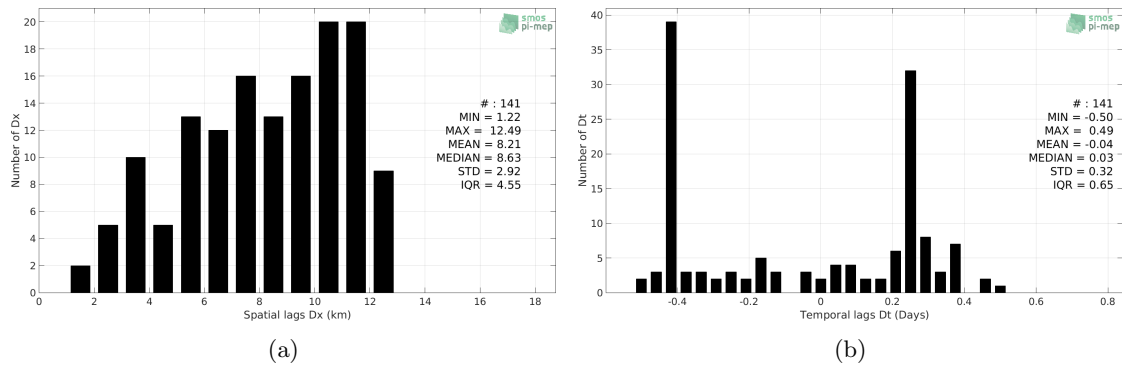 20
18
16
14
12
10
8
6
4
2
0
Number of Dx
0 2 4 6 8 10 12 14 16 18
Spatial lags Dx (km)
smos
pi-mep
# : 141
MIN = 1.22
MAX = 12.49
MEAN = 8.21
MEDIAN = 8.63
STD = 2.92
IQR = 4.55
(a)
40
35
30
25
20
15
10
5
0
Number of Dt
-0.4 -0.2 0 0.2 0.4 0.6 0.8
Temporal lags Dt (Days)
smos
pi-mep
# : 141
MIN = -0.50
MAX = 0.49
MEAN = -0.04
MEDIAN = 0.03
STD = 0.32
IQR = 0.65
(b)